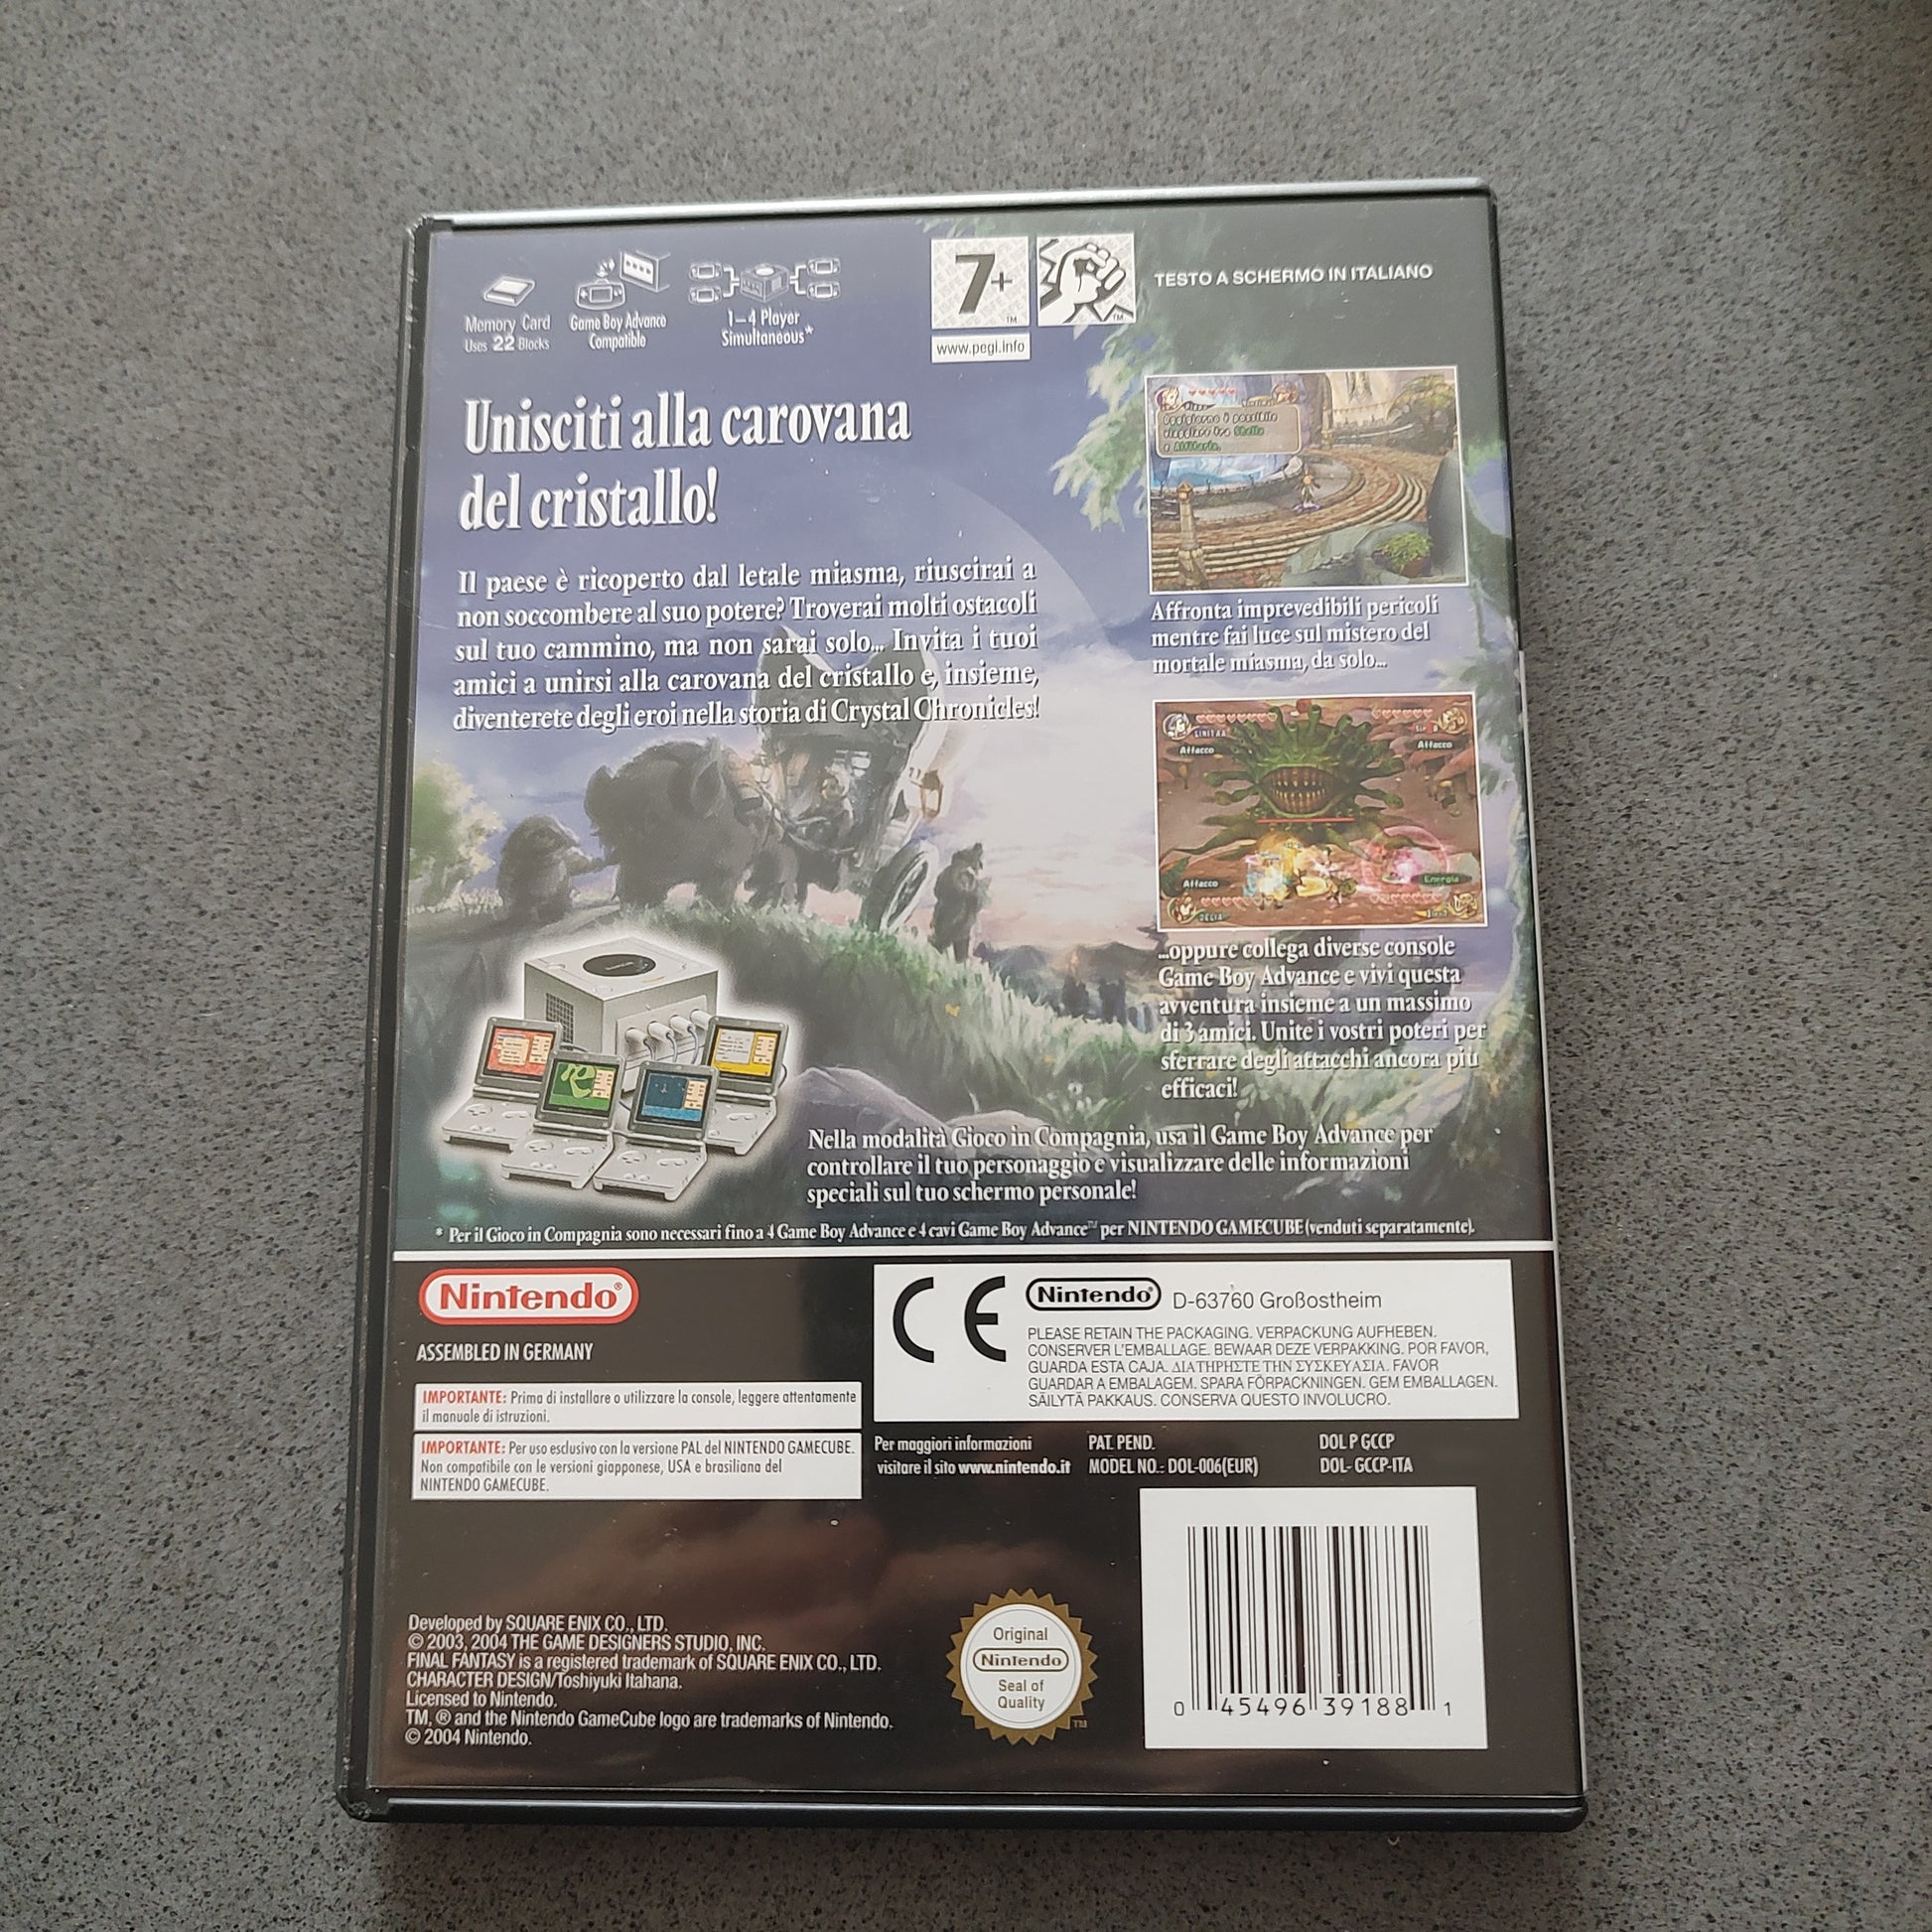 Memory Card
Uses 22 Blocks
Game Boy Advance
Compatible
1–4 Player
Simultaneous*
7+
TM
TM
www.pegi.info
TESTO A SCHERMO IN ITALIANO
Unisciti alla carovana
del cristallo!
Il paese è ricoperto dal letale miasma, riuscirai a
non soccombere al suo potere? Troverai molti ostacoli
sul tuo cammino, ma non sarai solo... Invita i tuoi
amici a unirsi alla carovana del cristallo e, insieme,
diventerete degli eroi nella storia di Crystal Chronicles!
Oggigiorno è possibile
viaggiare tra Shella
e Alfitaria.
Affronta imprevedibili pericoli
mentre fai luce sul mistero del
mortale miasma, da solo...
Attacco
Attacco
Attacco
Energia
...oppure collega diverse console
Game Boy Advance e vivi questa
avventura insieme a un massimo
di 3 amici. Unite i vostri poteri per
sferrare degli attacchi ancora più
efficaci!
Nella modalità Gioco in Compagnia, usa il Game Boy Advance per
controllare il tuo personaggio e visualizzare delle informazioni
speciali sul tuo schermo personale!
* Per il Gioco in Compagnia sono necessari fino a 4 Game Boy Advance e 4 cavi Game Boy Advance™ per NINTENDO GAMECUBE (venduti separatamente).
Nintendo®
ASSEMBLED IN GERMANY
IMPORTANTE: Prima di installare o utilizzare la console, leggere attentamente
il manuale di istruzioni.
IMPORTANTE: Per uso esclusivo con la versione PAL del NINTENDO GAMECUBE.
Non compatibile con le versioni giapponese, USA e brasiliana del
NINTENDO GAMECUBE.
CE
Nintendo® D-63760 Großostheim
PLEASE RETAIN THE PACKAGING. VERPACKUNG AUFHEBEN.
CONSERVER L'EMBALLAGE. BEWAAR DEZE VERPAKKING. POR FAVOR,
GUARDA ESTA CAJA. ΔΙΑΤΗΡΗΣΤΕ ΤΗΝ ΣΥΣΚΕΥΑΣΙΑ. FAVOR
GUARDAR A EMBALAGEM. SPARA FÖRPACKNINGEN. GEM EMBALLAGEN.
SÄILYTÄ PAKKAUS. CONSERVA QUESTO INVOLUCRO.
Per maggiori informazioni
visitare il sito www.nintendo.it
PAT. PEND.
MODEL NO.: DOL-006(EUR)
DOL P GCCP
DOL- GCCP-ITA
Developed by SQUARE ENIX CO., LTD.
© 2003, 2004 THE GAME DESIGNERS STUDIO, INC.
FINAL FANTASY is a registered trademark of SQUARE ENIX CO., LTD.
CHARACTER DESIGN/Toshiyuki Itahana.
Licensed to Nintendo.
TM, ® and the Nintendo GameCube logo are trademarks of Nintendo.
© 2004 Nintendo.
Original
Nintendo
Seal of
Quality
TM
0 45496 39188 1